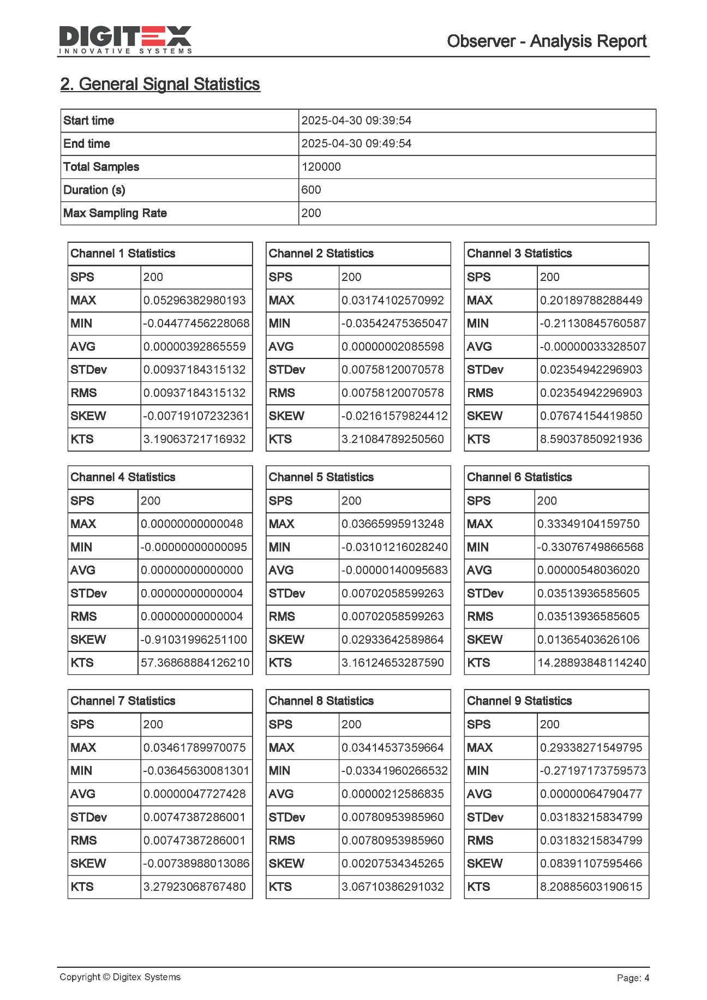 DIGITEX
INNOVATIVE SYSTEMS
Observer - Analysis Report
2. General Signal Statistics
Start time 2025-04-30 09:39:54
End time 2025-04-30 09:49:54
Total Samples 120000
Duration (s) 600
Max Sampling Rate 200
Channel 1 Statistics Channel 2 Statistics Channel 3 Statistics
SPS 200 SPS 200 SPS 200
MAX 0.05296382980193 MAX 0.03174102570992 MAX 0.20189788288449
MIN -0.04477456228068 MIN -0.03542475365047 MIN -0.21130845760587
AVG 0.00000392865559 AVG 0.00000002085598 AVG -0.00000033328507
STDev 0.00937184315132 STDev 0.00758120070578 STDev 0.02354942296903
RMS 0.00937184315132 RMS 0.00758120070578 RMS 0.02354942296903
SKEW -0.00719107232361 SKEW -0.02161579824412 SKEW 0.07674154419850
KTS 3.19063721716932 KTS 3.21084789250560 KTS 8.59037850921936
Channel 4 Statistics Channel 5 Statistics Channel 6 Statistics
SPS 200 SPS 200 SPS 200
MAX 0.00000000000048 MAX 0.03665995913248 MAX 0.33349104159750
MIN -0.00000000000095 MIN -0.03101216028240 MIN -0.33076749866568
AVG 0.00000000000000 AVG -0.00000140095683 AVG 0.00000548036020
STDev 0.00000000000004 STDev 0.00702058599263 STDev 0.03513936585605
RMS 0.00000000000004 RMS 0.00702058599263 RMS 0.03513936585605
SKEW -0.91031996251100 SKEW 0.02933642589864 SKEW 0.01365403626106
KTS 57.36868884126210 KTS 3.16124653287590 KTS 14.28893848114240
Channel 7 Statistics Channel 8 Statistics Channel 9 Statistics
SPS 200 SPS 200 SPS 200
MAX 0.03461789970075 MAX 0.03414537359664 MAX 0.29338271549795
MIN -0.03645630081301 MIN -0.03341960266532 MIN -0.27197173759573
AVG 0.00000047727428 AVG 0.00000212586835 AVG 0.00000064790477
STDev 0.00747387286001 STDev 0.00780953985960 STDev 0.03183215834799
RMS 0.00747387286001 RMS 0.00780953985960 RMS 0.03183215834799
SKEW -0.00738988013086 SKEW 0.00207534345265 SKEW 0.08391107595466
KTS 3.27923068767480 KTS 3.06710386291032 KTS 8.20885603190615
Copyright © Digitex Systems Page: 4